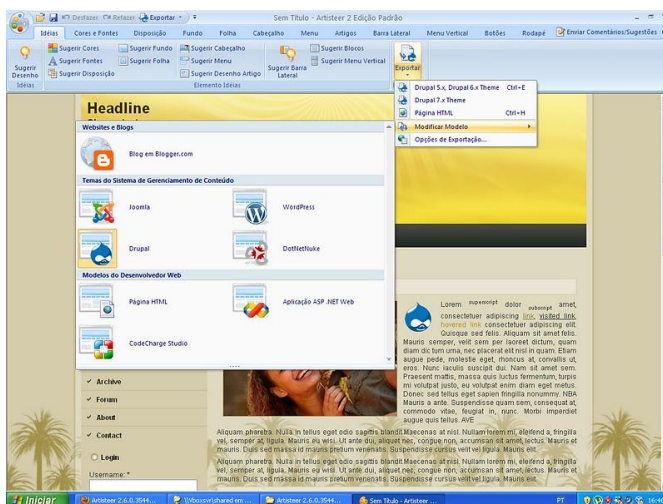 Desfazer Refazer Exportar
Sem Título - Artisteer 2 Edição Padrão
Idéias Cores e Fontes Disposição Fundo Folha Cabeçalho Menu Artigos Barra Lateral Menu Vertical Botões Rodapé Enviar Comentários/Sugestões
Sugerir Desenho
Sugerir Cores
Sugerir Fontes
Sugerir Disposição
Sugerir Fundo
Sugerir Folha
Sugerir Cabeçalho
Sugerir Menu
Sugerir Desenho Artigo
Sugerir Barra Lateral
Sugerir Blocos
Sugerir Menu Vertical
Exportar
Idéias
Elemento Idéias
Drupal 5.x, Drupal 6.x Theme Ctrl+E
Drupal 7.x Theme
Página HTML Ctrl+H
Modificar Modelo
Opções de Exportação...
Headline
Websites e Blogs
Blog em Blogger.com
Temas do Sistema de Gerenciamento de Conteúdo
Joomla
WordPress
Drupal
DotNetNuke
Modelos do Desenvolvedor Web
Página HTML
Aplicação ASP .NET Web
CodeCharge Studio
Archive
Forum
About
Contact
Login
Username: *
Lorem superscript dolor subscript amet,
consectetuer adipiscing link, visited link,
hovered link consectetuer adipiscing elit.
Quisque sed felis. Aliquam sit amet felis.
Mauris semper, velit sem per laoreet dictum, quam
diam dic tum urna, nec placerat elit nisl in quam. Etiam
augue pede, molestie eget, rhoncus at, convallis ut,
eros. Nunc iaculis suscipit dui. Nam sit amet sem.
Praesent mattis, massa quis luctus fermentum, turpis
mi volutpat justo, eu volutpat enim diam eget metus.
Donec sed tellus eget sapien fringilla nonummy. NBA
Mauris a ante. Suspendisse quam sem, consequat at,
commodo vitae, feugiat in, nunc. Morbi imperdiet
augue quis tellus. AVE
Aliquam pharetra. Nulla in tellus eget odio sagittis blandit.Maecenas at nisl. Nullam lorem mi, eleifend a, fringilla
vel, semper at, ligula. Mauris eu wisi. Ut ante dui, aliquet nec, congue non, accumsan sit amet, lectus. Mauris et
mauris. Duis sed massa id mauris pretium venenatis. Suspendisse cursus velit vel ligula. Mauris elit.
Aliquam pharetra. Nulla in tellus eget odio sagittis blandit.Maecenas at nisl. Nullam lorem mi, eleifend a, fringilla
vel, semper at, ligula. Mauris eu wisi. Ut ante dui, aliquet nec, congue non, accumsan sit amet, lectus. Mauris et
mauris. Duis sed massa id mauris pretium venenatis. Suspendisse cursus velit vel ligula. Mauris elit.
Iniciar
Artisteer 2.6.0.3544...
\\Vboxsvr\shared em ...
Artisteer 2.6.0.3544...
Sem Título - Artisteer ...
PT